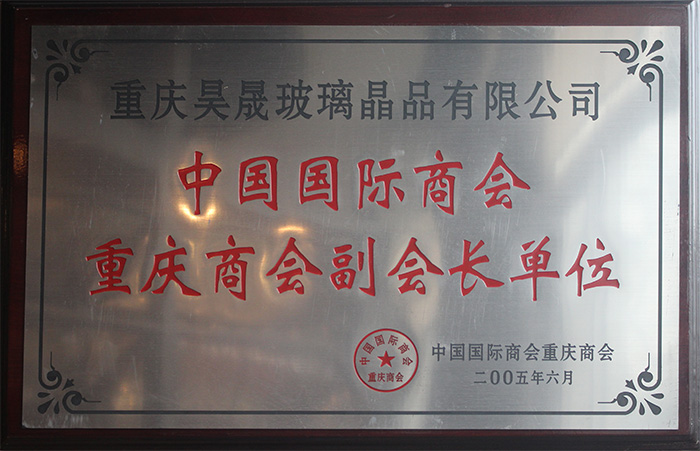 重庆昊晟玻璃晶品有限公司
中国国际商会
重庆商会副会长单位
中国国际商会
重庆商会
中国国际商会重庆商会
二00五年六月